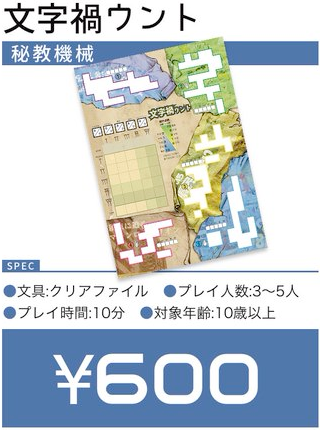 文字禍ウント
秘教機械
文字禍ウント
SPEC
●文具:クリアファイル ●プレイ人数:3〜5人
●プレイ時間:10分 ●対象年齢:10歳以上
¥600